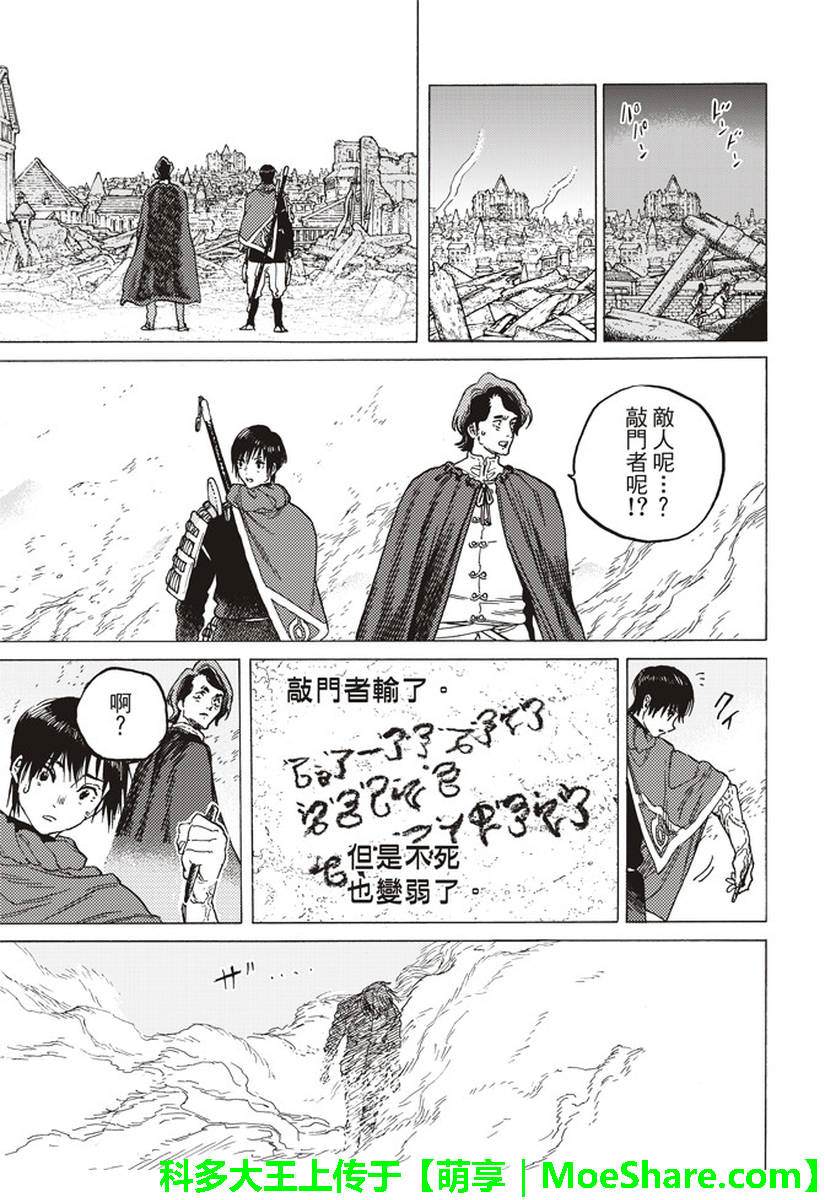 ドン
ドン
パン
パン
敵人呢…?
敲門者呢!?
クイ
敲門者輸了。
但是不死
也變弱了。
啊?
ザ
科多大王上传于【萌享|MoeShare.com】